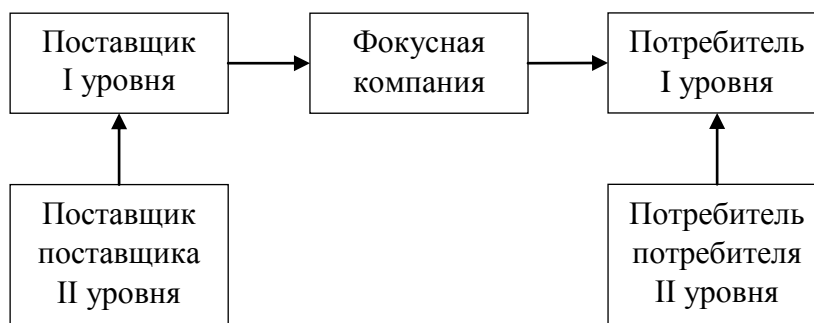 Поставщик
I уровня
Фокусная
компания
Потребитель
I уровня
Поставщик
поставщика
II уровня
Потребитель
потребителя
II уровня